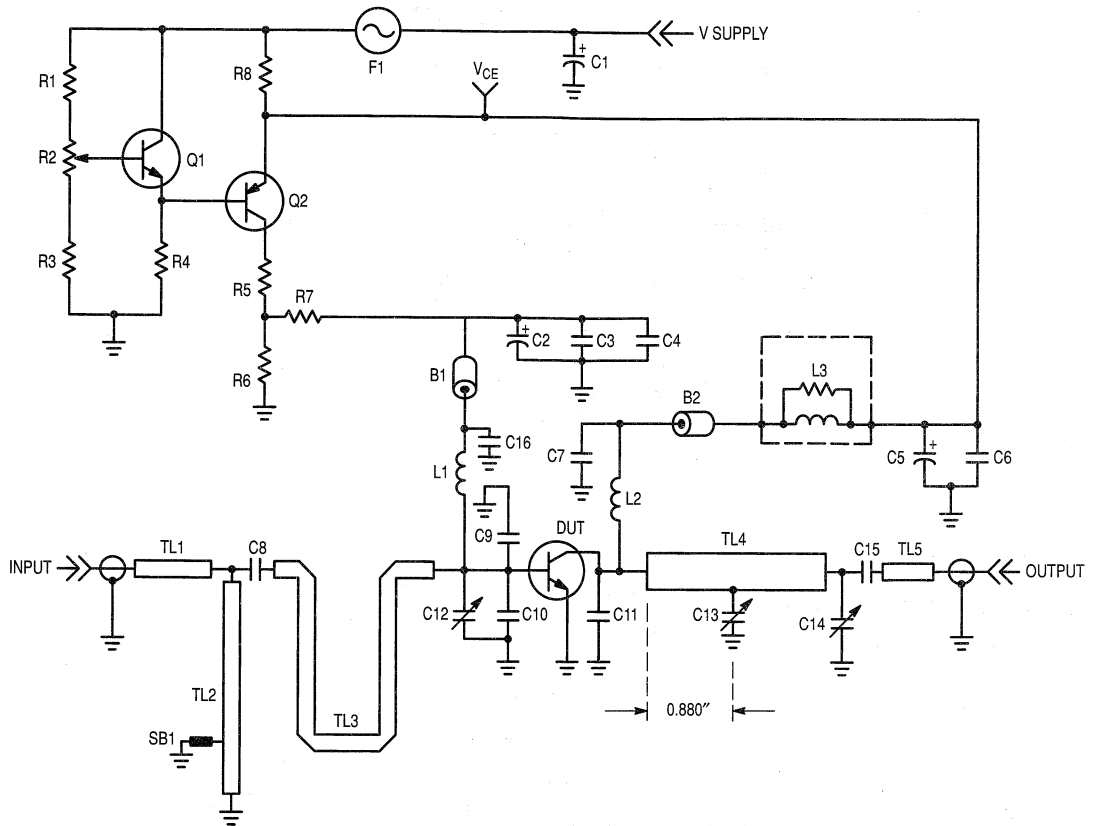 V SUPPLY
F1
C1
R1
R8
V_CE
R2
Q1
Q2
R3
R4
R5
R7
C2
C3
C4
R6
B1
L3
B2
C16
C7
C5
C6
L1
L2
C9
DUT
INPUT
TL1
C8
TL4
C15
TL5
OUTPUT
C12
C10
C11
C13
C14
TL2
TL3
0.880″
SB1
+
+
+